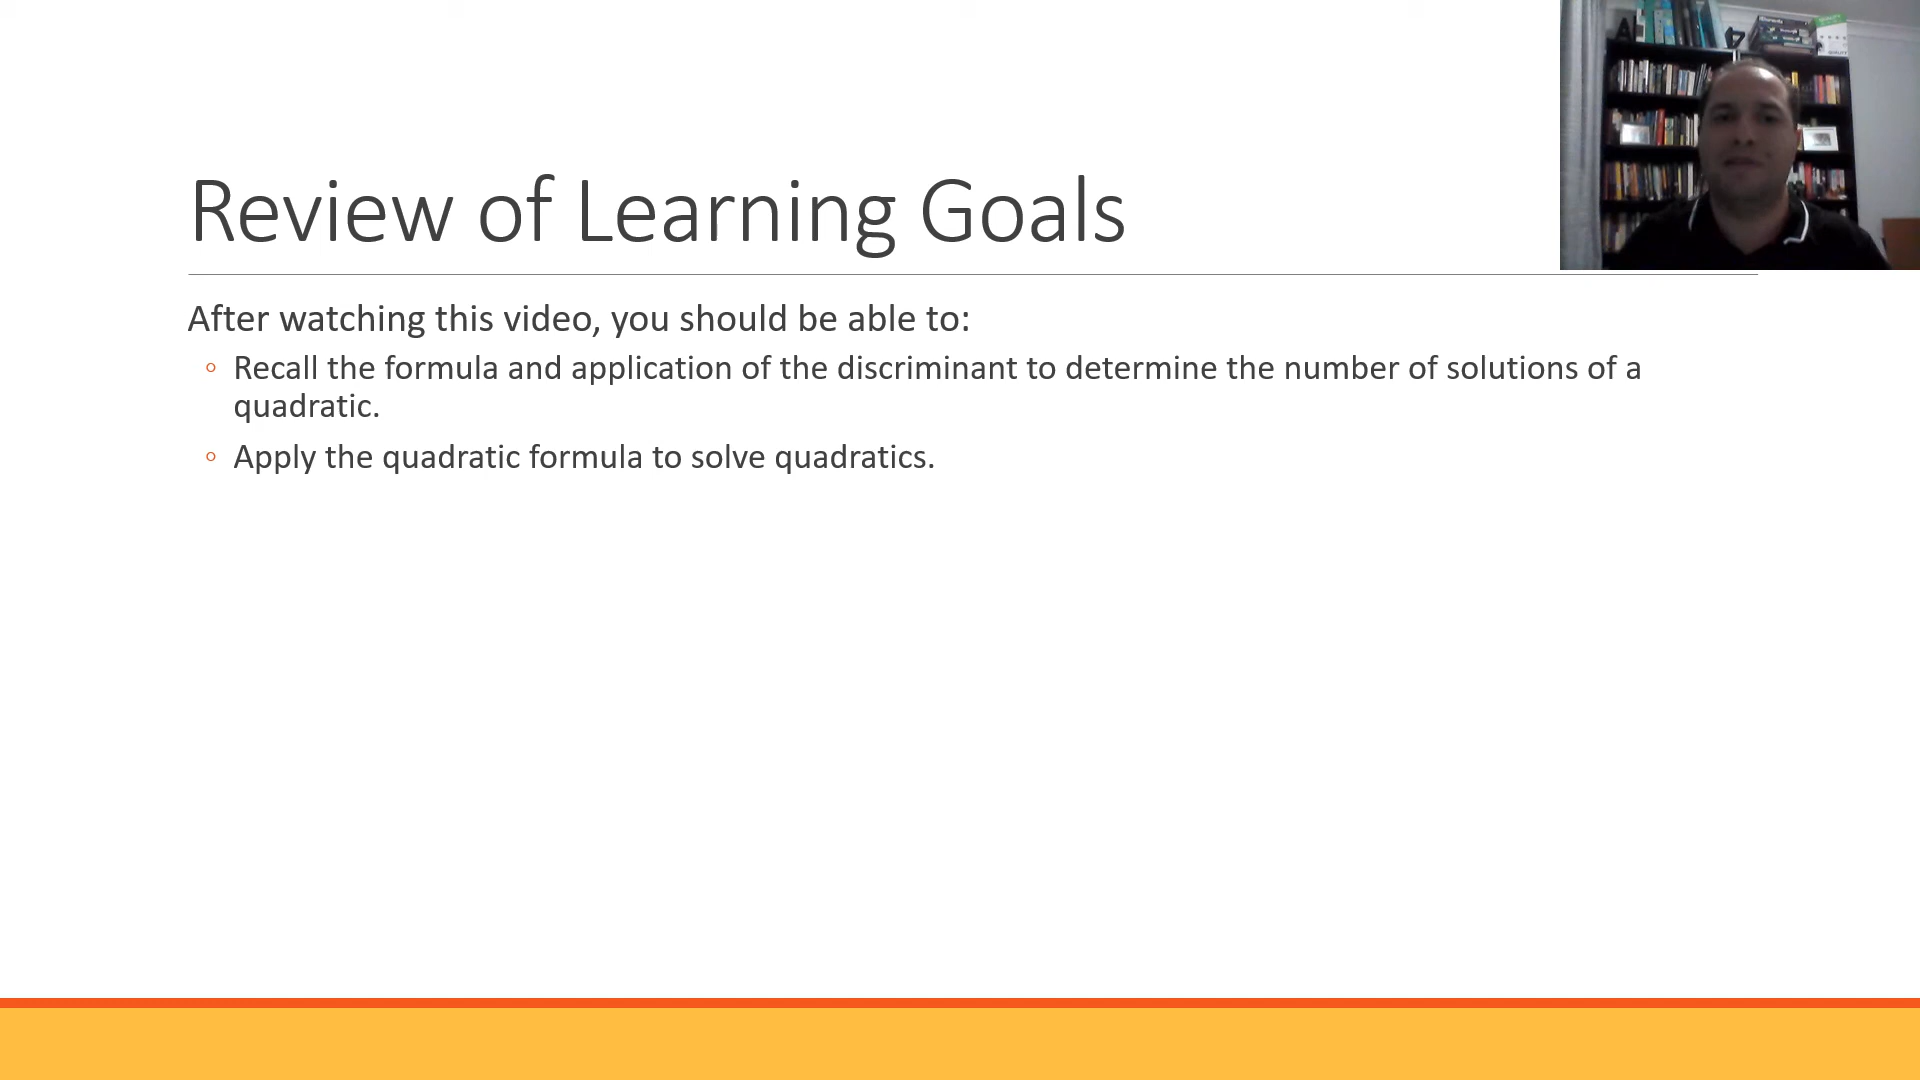 Review of Learning Goals
After watching this video, you should be able to:
◦ Recall the formula and application of the discriminant to determine the number of solutions of a
quadratic.
◦ Apply the quadratic formula to solve quadratics.